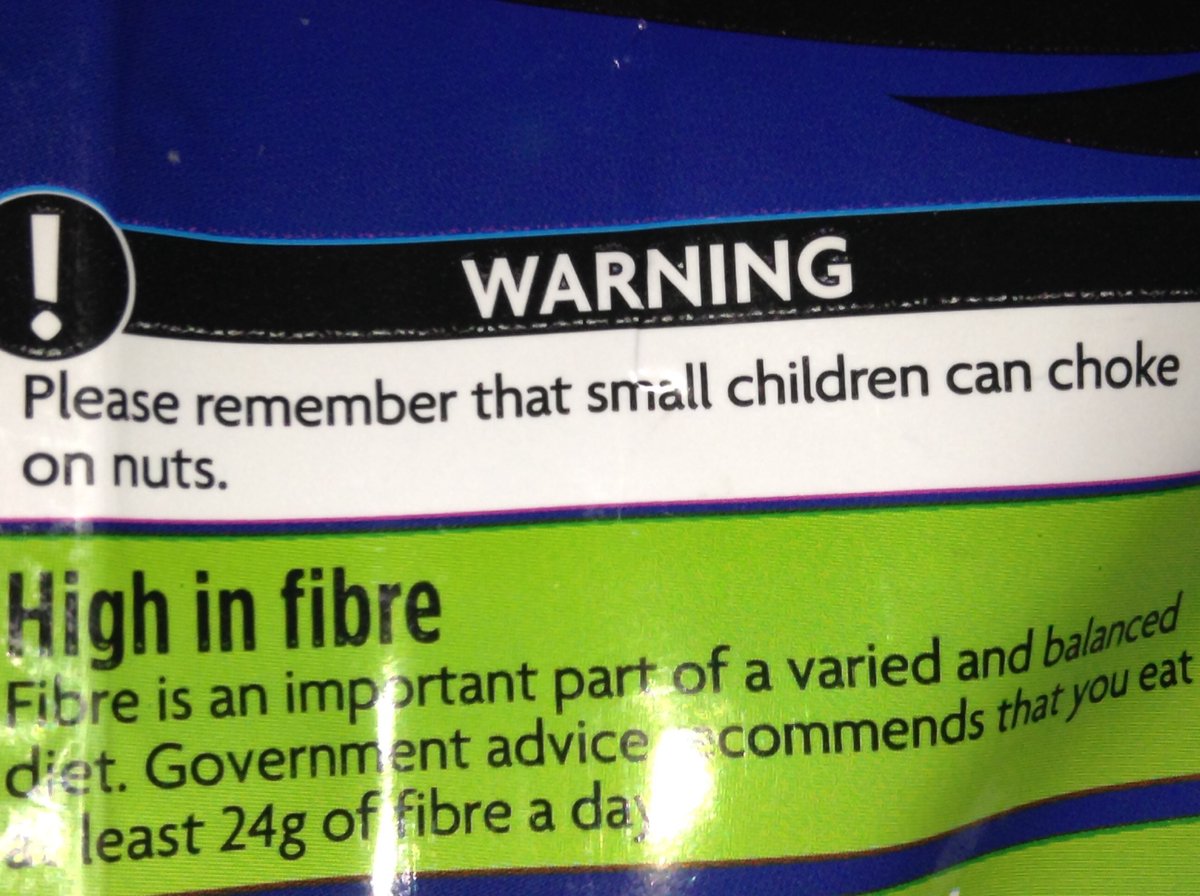 !
WARNING
Please remember that small children can choke
on nuts.
High in fibre
Fibre is an important part of a varied and balanced
diet. Government advice recommends that you eat
at least 24g of fibre a day